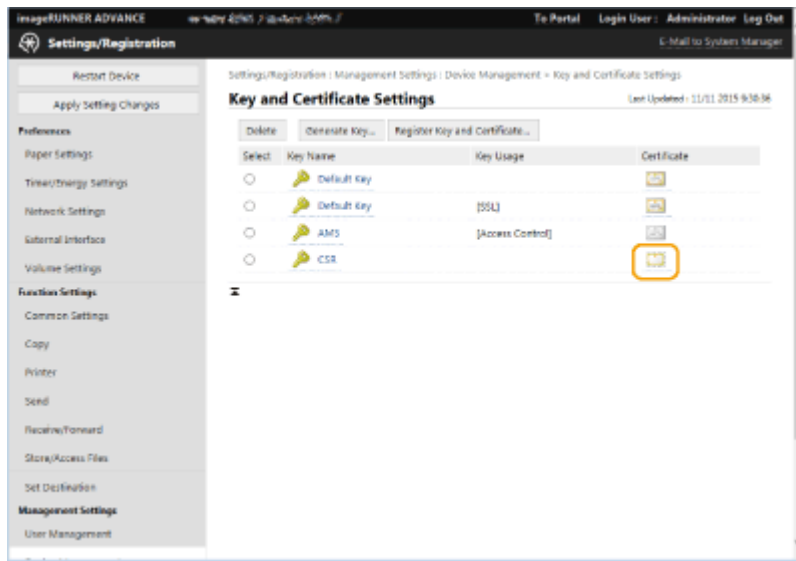 imageRUNNER ADVANCE
To Portal Login User : Administrator Log Out
Settings/Registration
E-Mail to System Manager
Restart Device
Apply Setting Changes
Preferences
Paper Settings
Timer/Energy Settings
Network Settings
External Interface
Volume Settings
Function Settings
Common Settings
Copy
Printer
Send
Receive/Forward
Store/Access Files
Set Destination
Management Settings
User Management
Settings/Registration : Management Settings : Device Management > Key and Certificate Settings
Key and Certificate Settings
Last Updated : 11/11 2015 9:30:36
Delete Generate Key... Register Key and Certificate...
Select Key Name Key Usage Certificate
Default Key
Default Key [SSL]
AMS [Access Control]
CSR